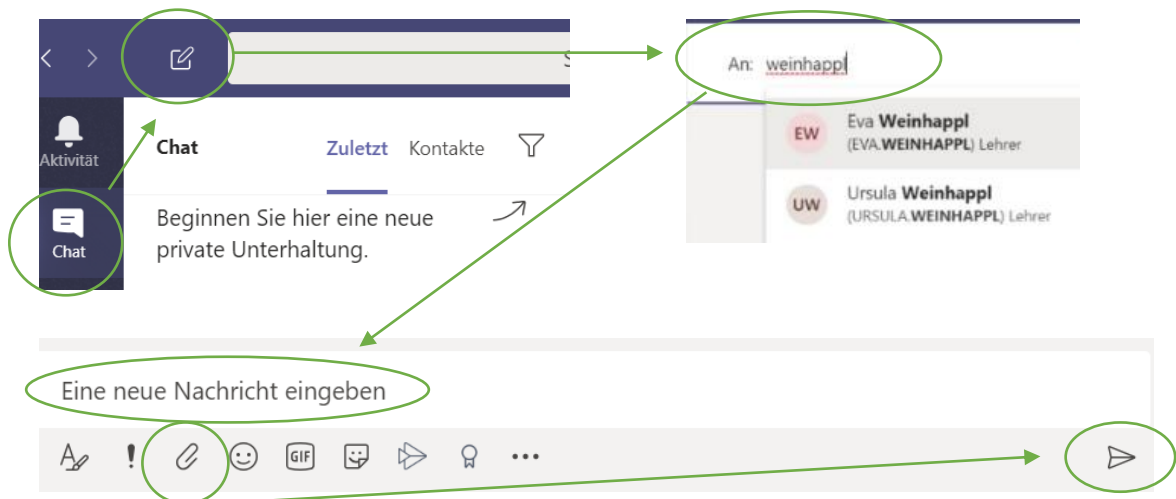 Aktivität
Chat
Chat Zuletzt Kontakte
Beginnen Sie hier eine neue
private Unterhaltung.
An: weinhappl
EW Eva Weinhappl
(EVA.WEINHAPPL) Lehrer
UW Ursula Weinhappl
(URSULA.WEINHAPPL) Lehrer
Eine neue Nachricht eingeben
GIF